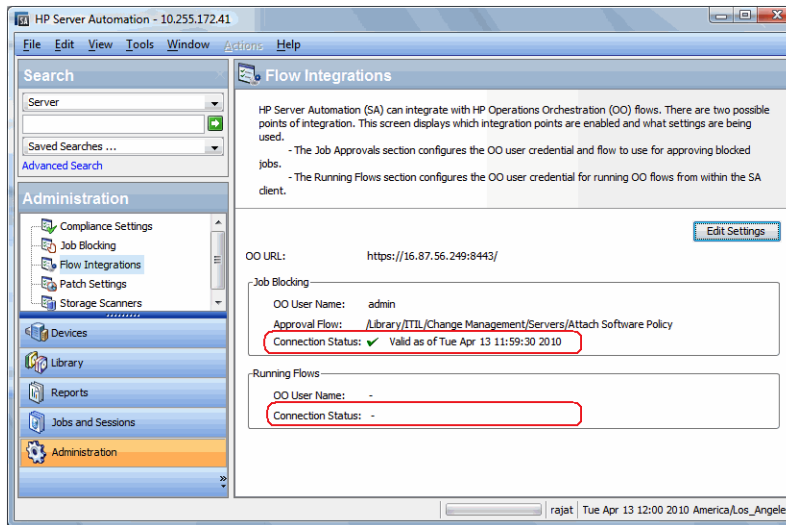 HP Server Automation - 10.255.172.41
File Edit View Tools Window Actions Help
Search
Server
Saved Searches ...
Advanced Search
Administration
Compliance Settings
Job Blocking
Flow Integrations
Patch Settings
Storage Scanners
Devices
Library
Reports
Jobs and Sessions
Administration
Flow Integrations
HP Server Automation (SA) can integrate with HP Operations Orchestration (OO) flows. There are two possible
points of integration. This screen displays which integration points are enabled and what settings are being
used.
- The Job Approvals section configures the OO user credential and flow to use for approving blocked
jobs.
- The Running Flows section configures the OO user credential for running OO flows from within the SA
client.
Edit Settings
OO URL: https://16.87.56.249:8443/
Job Blocking
OO User Name: admin
Approval Flow: /Library/ITIL/Change Management/Servers/Attach Software Policy
Connection Status: ✔ Valid as of Tue Apr 13 11:59:30 2010
Running Flows
OO User Name: -
Connection Status: -
rajat Tue Apr 13 12:00 2010 America/Los_Angele